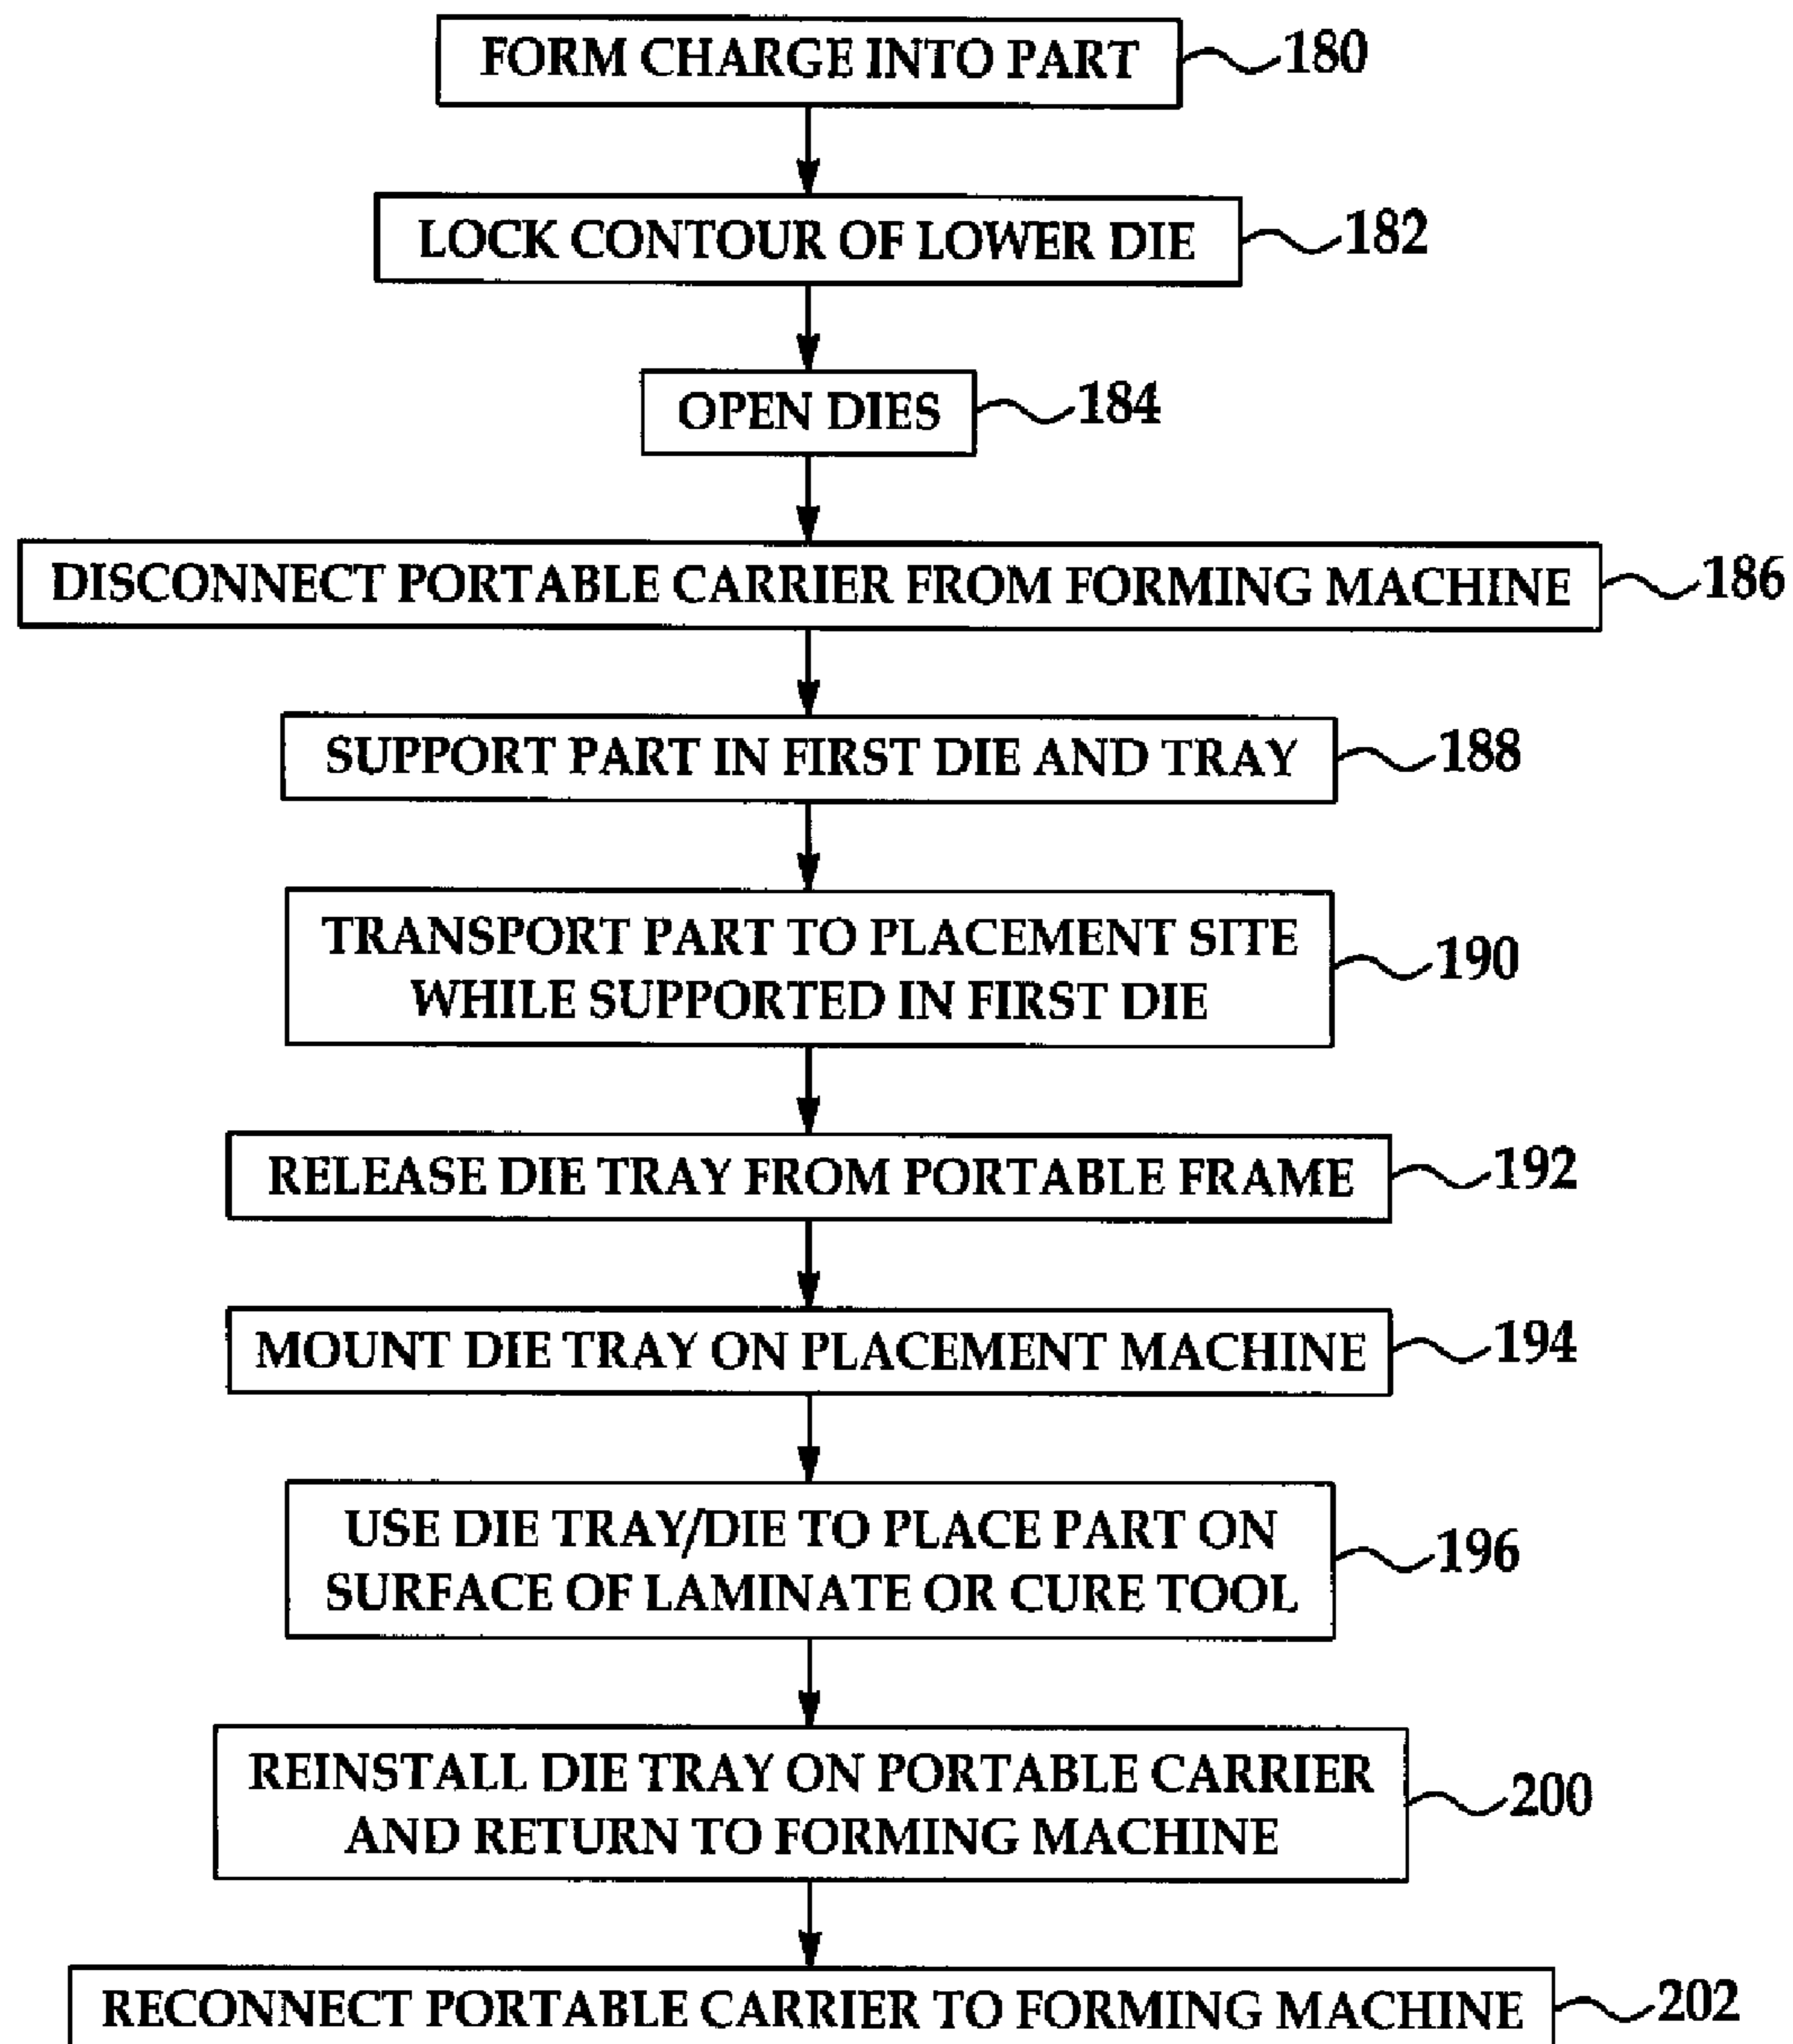 FORM CHARGE INTO PART
180
LOCK CONTOUR OF LOWER DIE
182
OPEN DIES
184
DISCONNECT PORTABLE CARRIER FROM FORMING MACHINE
186
SUPPORT PART IN FIRST DIE AND TRAY
188
TRANSPORT PART TO PLACEMENT SITE
WHILE SUPPORTED IN FIRST DIE
190
RELEASE DIE TRAY FROM PORTABLE FRAME
192
MOUNT DIE TRAY ON PLACEMENT MACHINE
194
USE DIE TRAY/DIE TO PLACE PART ON
SURFACE OF LAMINATE OR CURE TOOL
196
REINSTALL DIE TRAY ON PORTABLE CARRIER
AND RETURN TO FORMING MACHINE
200
RECONNECT PORTABLE CARRIER TO FORMING MACHINE
202